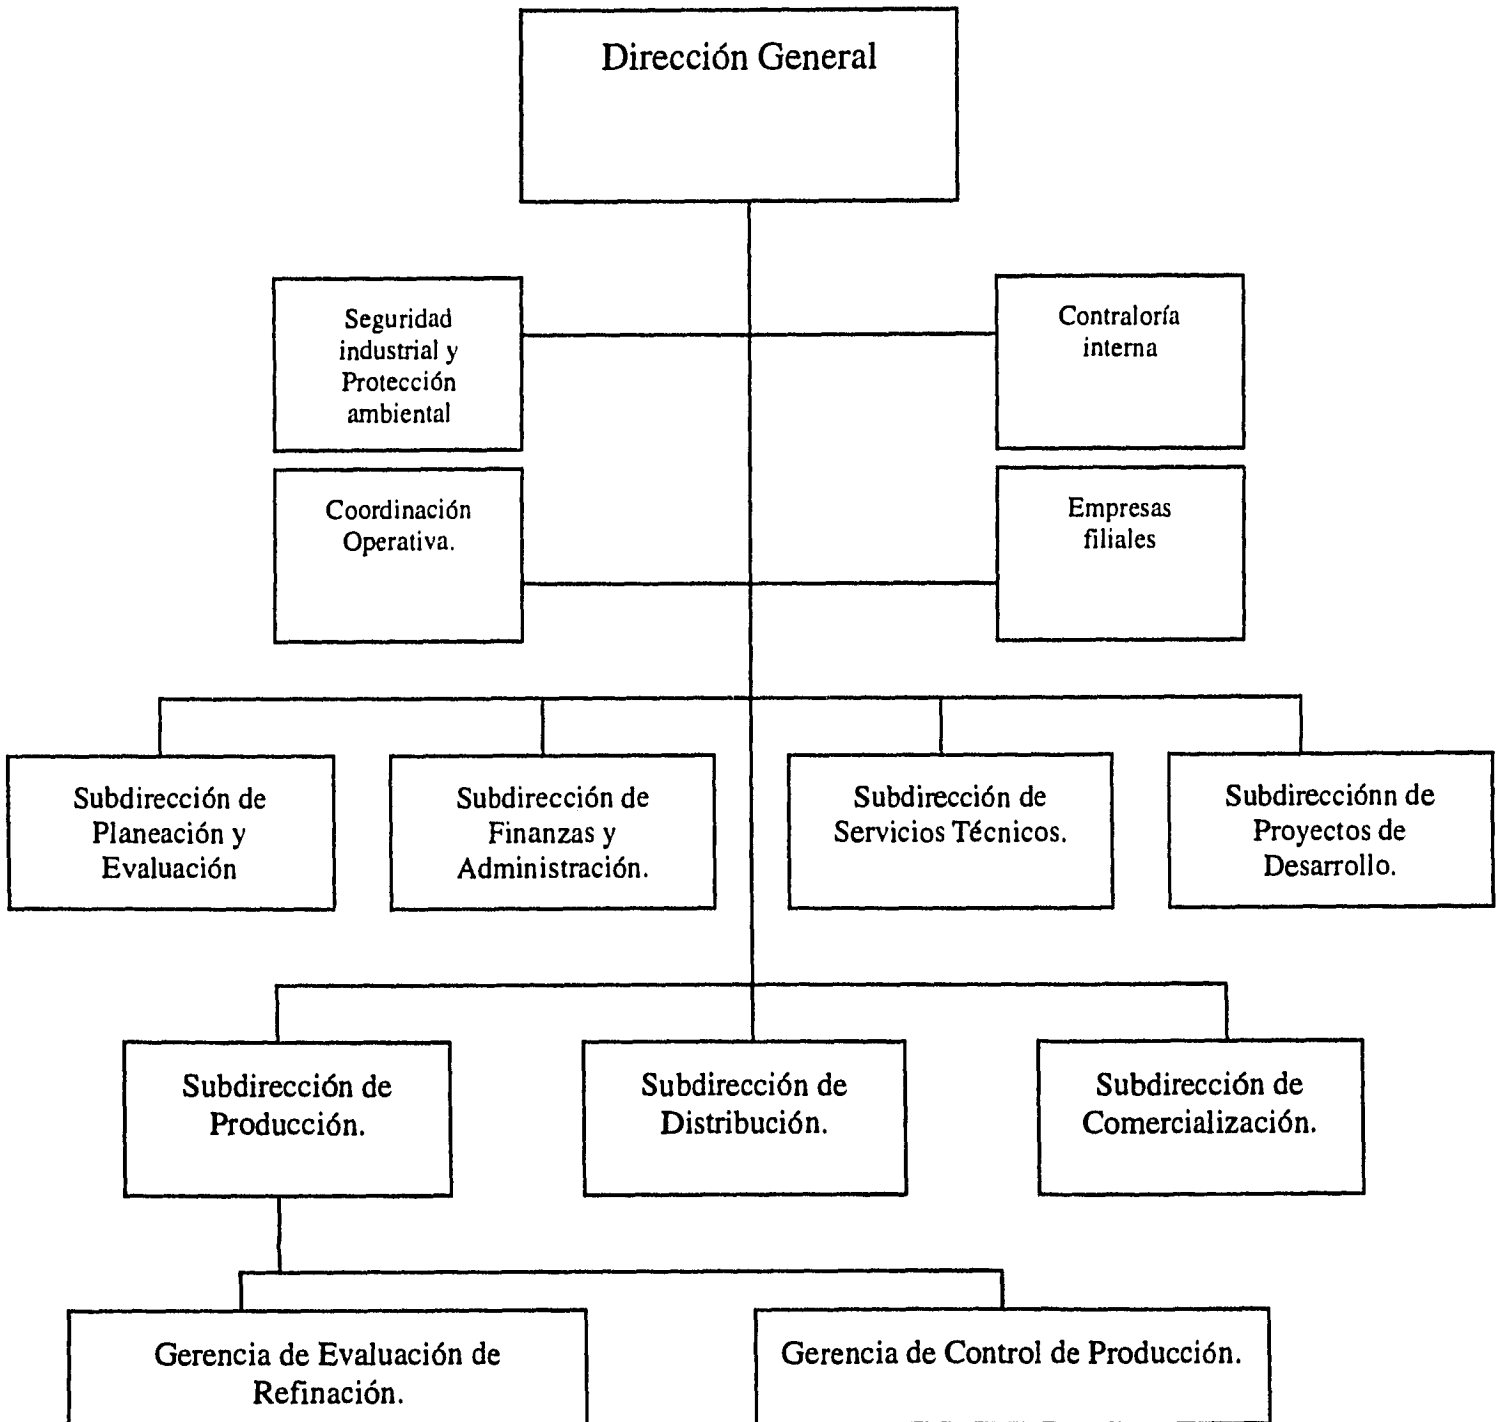 Dirección General
Seguridad
industrial y
Protección
ambiental
Contraloría
interna
Coordinación
Operativa.
Empresas
filiales
Subdirección de
Planeación y
Evaluación
Subdirección de
Finanzas y
Administración.
Subdirección de
Servicios Técnicos.
Subdirecciónn de
Proyectos de
Desarrollo.
Subdirección de
Producción.
Subdirección de
Distribución.
Subdirección de
Comercialización.
Gerencia de Evaluación de
Refinación.
Gerencia de Control de Producción.